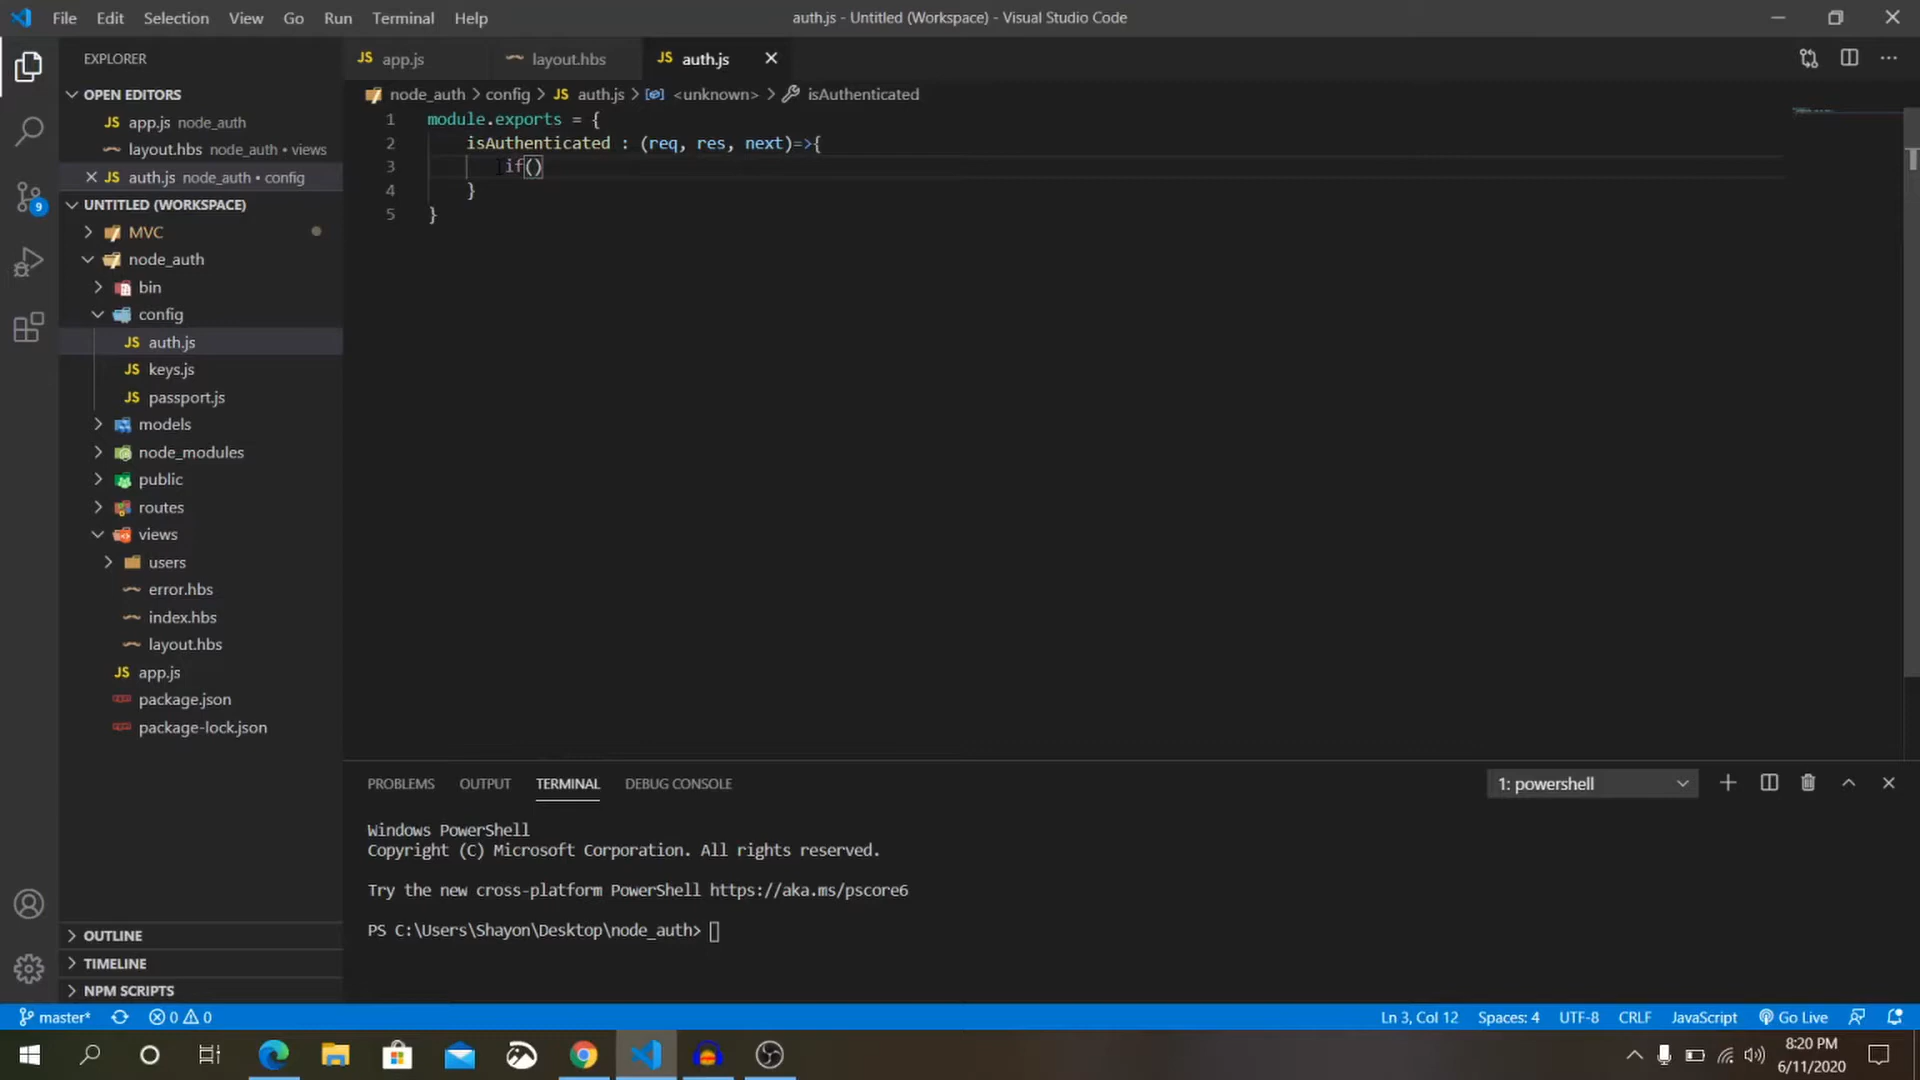 File Edit Selection View Go Run Terminal Help
auth.js - Untitled (Workspace) - Visual Studio Code
EXPLORER
OPEN EDITORS
JS app.js node_auth
layout.hbs node_auth • views
JS auth.js node_auth • config
UNTITLED (WORKSPACE)
MVC
node_auth
bin
config
JS auth.js
JS keys.js
JS passport.js
models
node_modules
public
routes
views
users
error.hbs
index.hbs
layout.hbs
JS app.js
package.json
package-lock.json
OUTLINE
TIMELINE
NPM SCRIPTS
9
JS app.js
layout.hbs
JS auth.js
node_auth > config > JS auth.js > <unknown> > isAuthenticated
1 module.exports = {
2 isAuthenticated : (req, res, next)=>{
3 if()
4 }
5 }
PROBLEMS OUTPUT TERMINAL DEBUG CONSOLE
1: powershell
Windows PowerShell
Copyright (C) Microsoft Corporation. All rights reserved.
Try the new cross-platform PowerShell https://aka.ms/pscore6
PS C:\Users\Shayon\Desktop\node_auth>
master* 0 0
Ln 3, Col 12 Spaces: 4 UTF-8 CRLF JavaScript Go Live
8:20 PM
6/11/2020